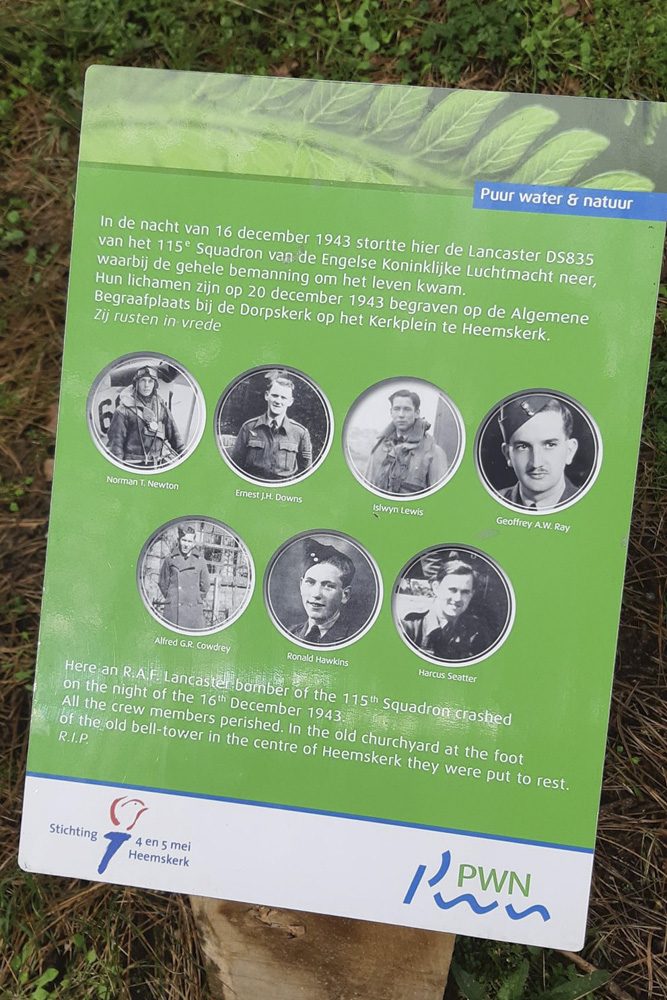 Puur water & natuur
In de nacht van 16 december 1943 stortte hier de Lancaster DS835
van het 115e Squadron van de Engelse Koninklijke Luchtmacht neer,
waarbij de gehele bemanning om het leven kwam.
Hun lichamen zijn op 20 december 1943 begraven op de Algemene
Begraafplaats bij de Dorpskerk op het Kerkplein te Heemskerk.
Zij rusten in vrede
Norman T. Newton
Ernest J.H. Downs
Islwyn Lewis
Geoffrey A.W. Ray
Alfred G.R. Cowdrey
Ronald Hawkins
Harcus Seatter
Here an R.A.F. Lancaster bomber of the 115th Squadron crashed
on the night of the 16th December 1943.
All the crew members perished. In the old churchyard at the foot
of the old bell-tower in the centre of Heemskerk they were put to rest.
R.I.P.
Stichting 4 en 5 mei
Heemskerk
PWN